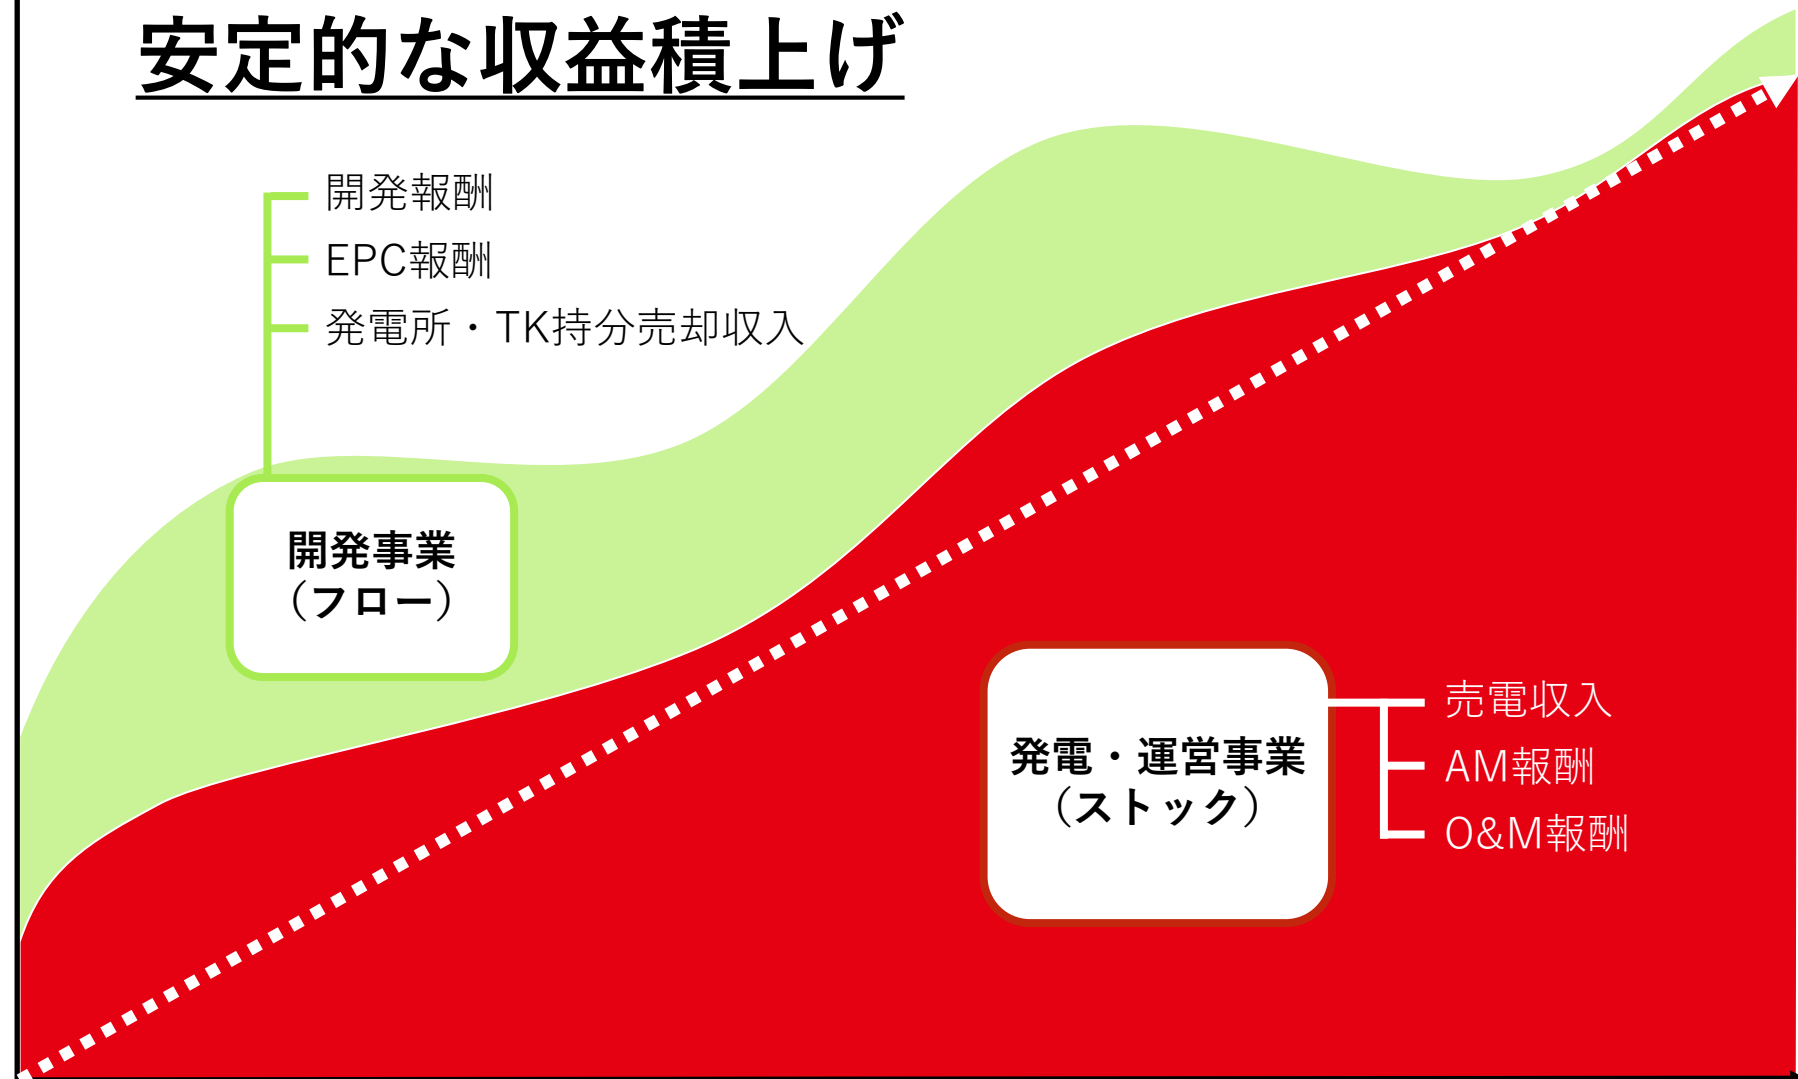 安定的な収益積上げ
開発報酬
EPC報酬
発電所・TK持分売却収入
開発事業
（フロー）
発電・運営事業
（ストック）
売電収入
AM報酬
O&M報酬